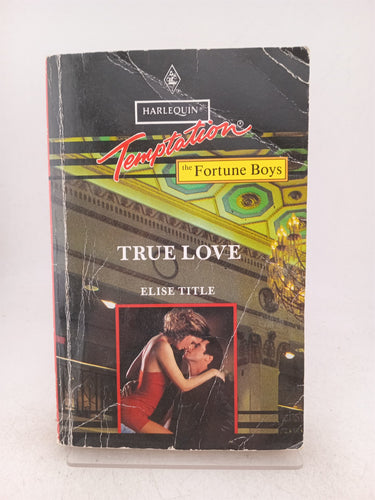 HARLEQUIN®
Temptation®
the Fortune Boys
TRUE LOVE
ELISE TITLE